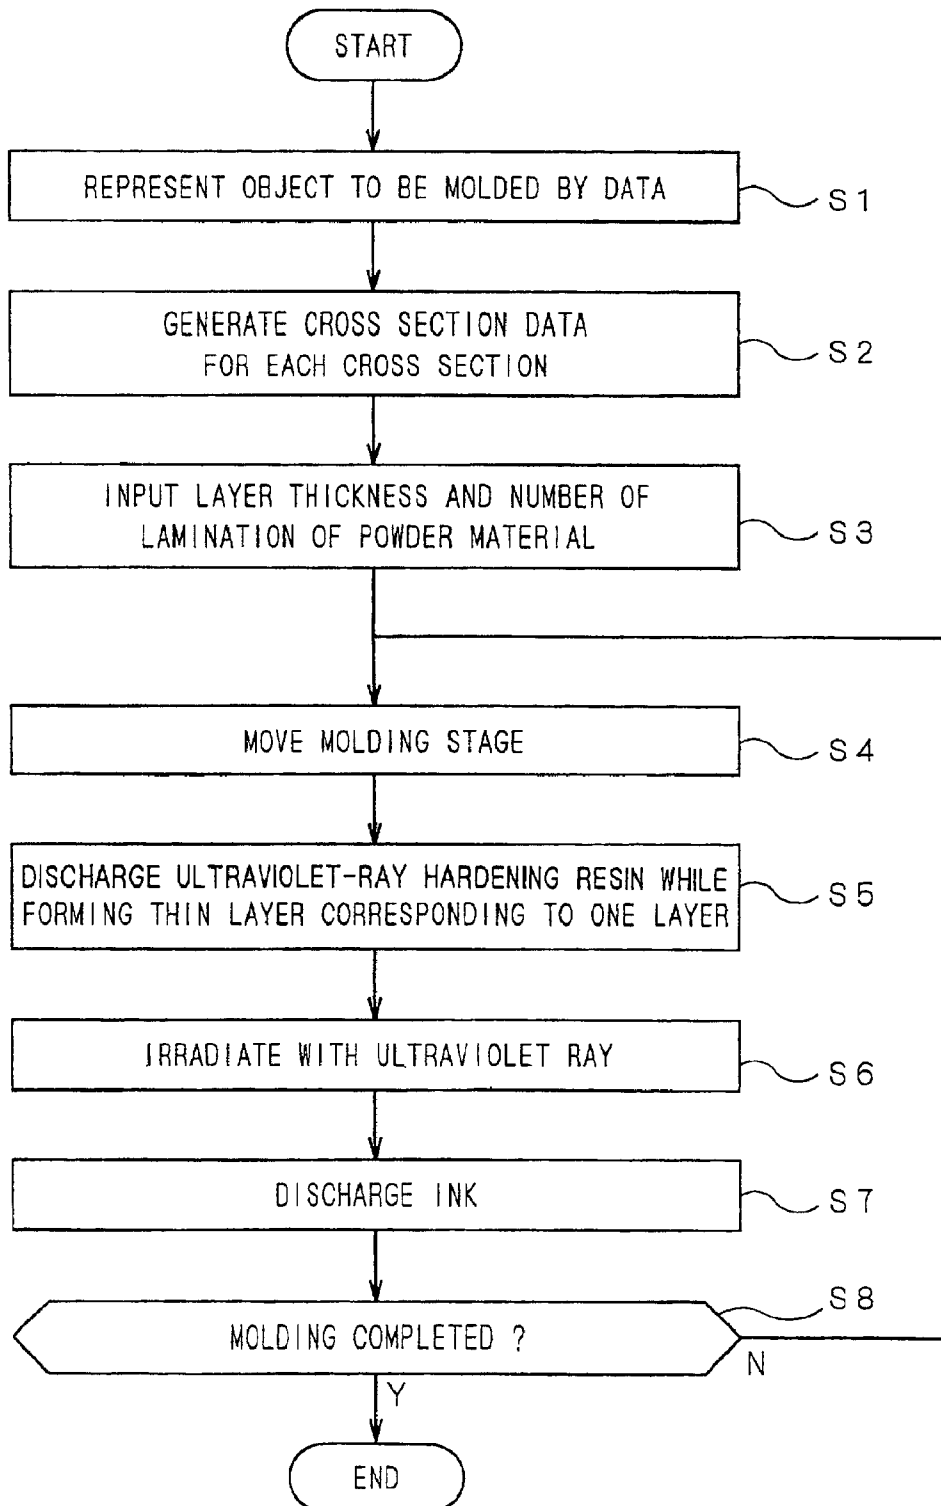 START
REPRESENT OBJECT TO BE MOLDED BY DATA
S1
GENERATE CROSS SECTION DATA
FOR EACH CROSS SECTION
S2
INPUT LAYER THICKNESS AND NUMBER OF
LAMINATION OF POWDER MATERIAL
S3
MOVE MOLDING STAGE
S4
DISCHARGE ULTRAVIOLET-RAY HARDENING RESIN WHILE
FORMING THIN LAYER CORRESPONDING TO ONE LAYER
S5
IRRADIATE WITH ULTRAVIOLET RAY
S6
DISCHARGE INK
S7
MOLDING COMPLETED ?
S8
N
Y
END